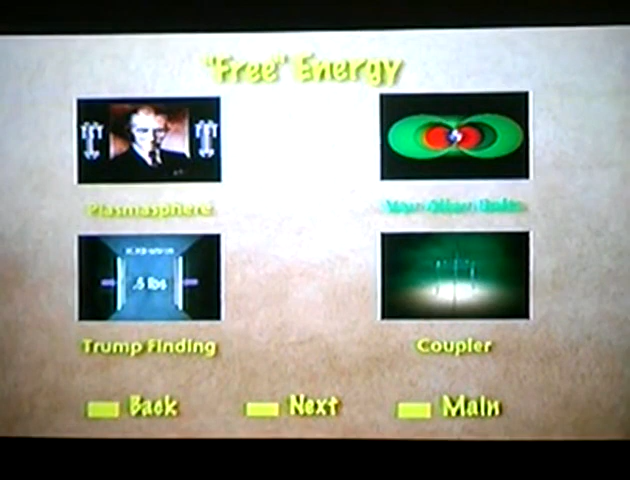 "Free" Energy
Plasmasphere
.5 lbs
Trump Finding
Coupler
Back
Next
Main